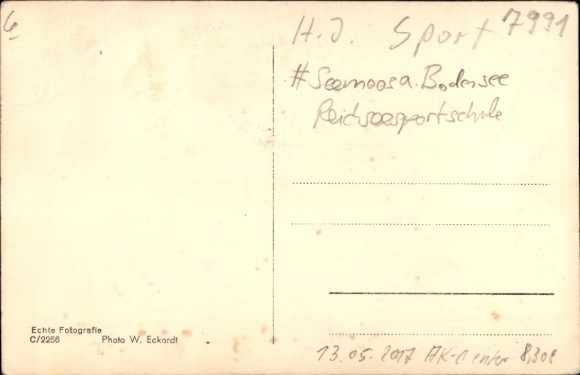 6
H.J. Sport 7991
# Seemoos a. Bodensee
Reichsseesportschule
Echte Fotografie
C/2256 Photo W. Eckardt
13.05.2017 AK-Center 8,30€